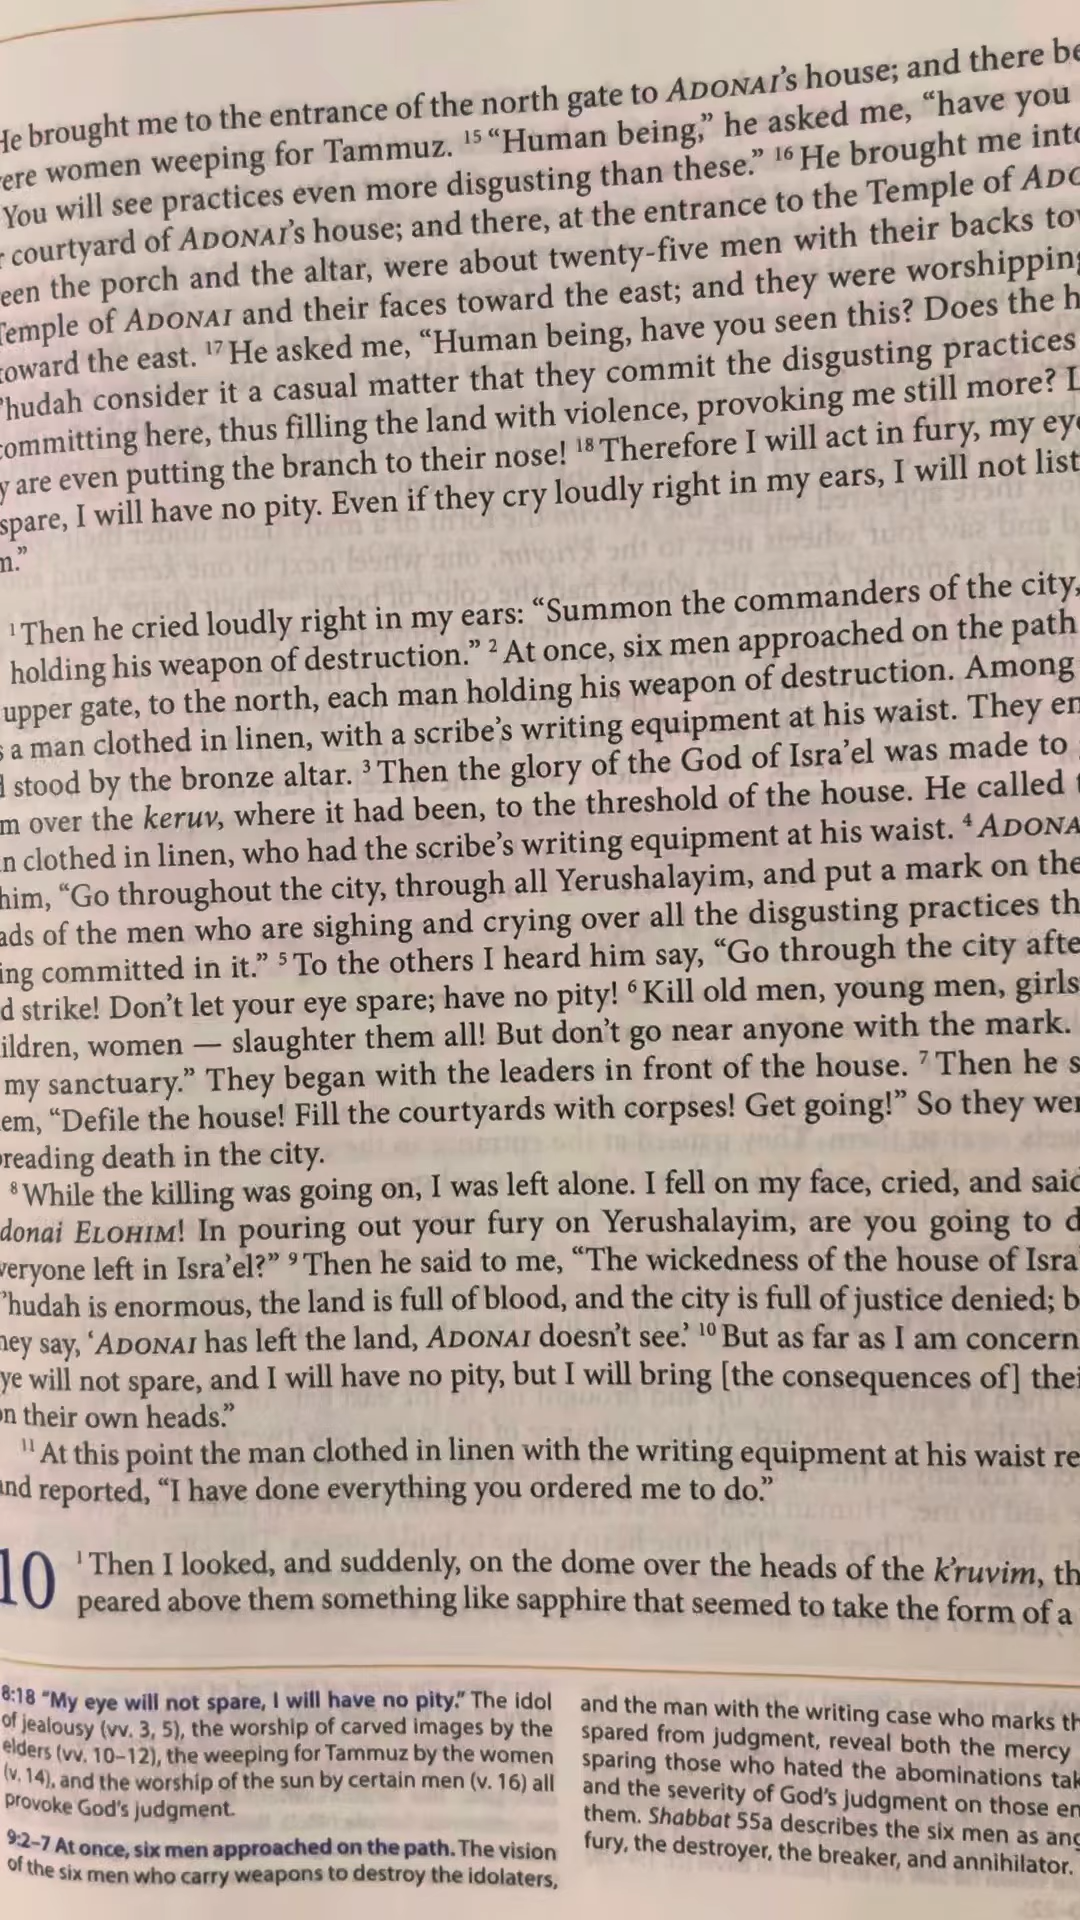 He brought me to the entrance of the north gate to ADONAI's house; and there
women weeping for Tammuz. 15 “Human being,” he asked me, “have you
You will see practices even more disgusting than these.” 16 He brought me
courtyard of ADONAI's house; and there, at the entrance to the Temple of
the porch and the altar, were about twenty-five men with their backs
Temple of ADONAI and their faces toward the east; and they were worshipping
toward the east. 17 He asked me, “Human being, have you seen this? Does the
consider it a casual matter that they commit the disgusting practices
committing here, thus filling the land with violence, provoking me still more?
are even putting the branch to their nose! 18 Therefore I will act in fury, my
spare, I will have no pity. Even if they cry loudly right in my ears, I will not
1 Then he cried loudly right in my ears: “Summon the commanders of the city,
holding his weapon of destruction.” 2 At once, six men approached on the path
upper gate, to the north, each man holding his weapon of destruction. Among
a man clothed in linen, with a scribe's writing equipment at his waist. They
stood by the bronze altar. 3 Then the glory of the God of Isra'el was made to
over the keruv, where it had been, to the threshold of the house. He called
clothed in linen, who had the scribe's writing equipment at his waist. 4 ADONA
him, “Go throughout the city, through all Yerushalayim, and put a mark on the
of the men who are sighing and crying over all the disgusting practices
committed in it.” 5 To the others I heard him say, “Go through the city
strike! Don't let your eye spare; have no pity! 6 Kill old men, young men, girls
ildren, women — slaughter them all! But don't go near anyone with the mark.
my sanctuary.” They began with the leaders in front of the house. 7 Then he
em, “Defile the house! Fill the courtyards with corpses! Get going!” So they
reading death in the city.
8 While the killing was going on, I was left alone. I fell on my face, cried, and
donai ELOHIM! In pouring out your fury on Yerushalayim, are you going to
veryone left in Isra'el?” 9 Then he said to me, “The wickedness of the house of Isra
'hudah is enormous, the land is full of blood, and the city is full of justice denied;
say, ‘ADONAI has left the land, ADONAI doesn't see.’ 10 But as far as I am concern
will not spare, and I will have no pity, but I will bring [the consequences of]
on their own heads.”
11 At this point the man clothed in linen with the writing equipment at his waist
and reported, “I have done everything you ordered me to do.”
10 1 Then I looked, and suddenly, on the dome over the heads of the k'ruvim,
peared above them something like sapphire that seemed to take the form of a
8:18 “My eye will not spare, I will have no pity.” The idol
of jealousy (vv. 3, 5), the worship of carved images by the
elders (vv. 10–12), the weeping for Tammuz by the women
(v. 14), and the worship of the sun by certain men (v. 16) all
provoke God's judgment.
9:2–7 At once, six men approached on the path. The vision
of the six men who carry weapons to destroy the idolaters,
and the man with the writing case who marks
spared from judgment, reveal both the mercy
sparing those who hated the abominations
and the severity of God's judgment on those
them. Shabbat 55a describes the six men as
fury, the destroyer, the breaker, and annihilator.